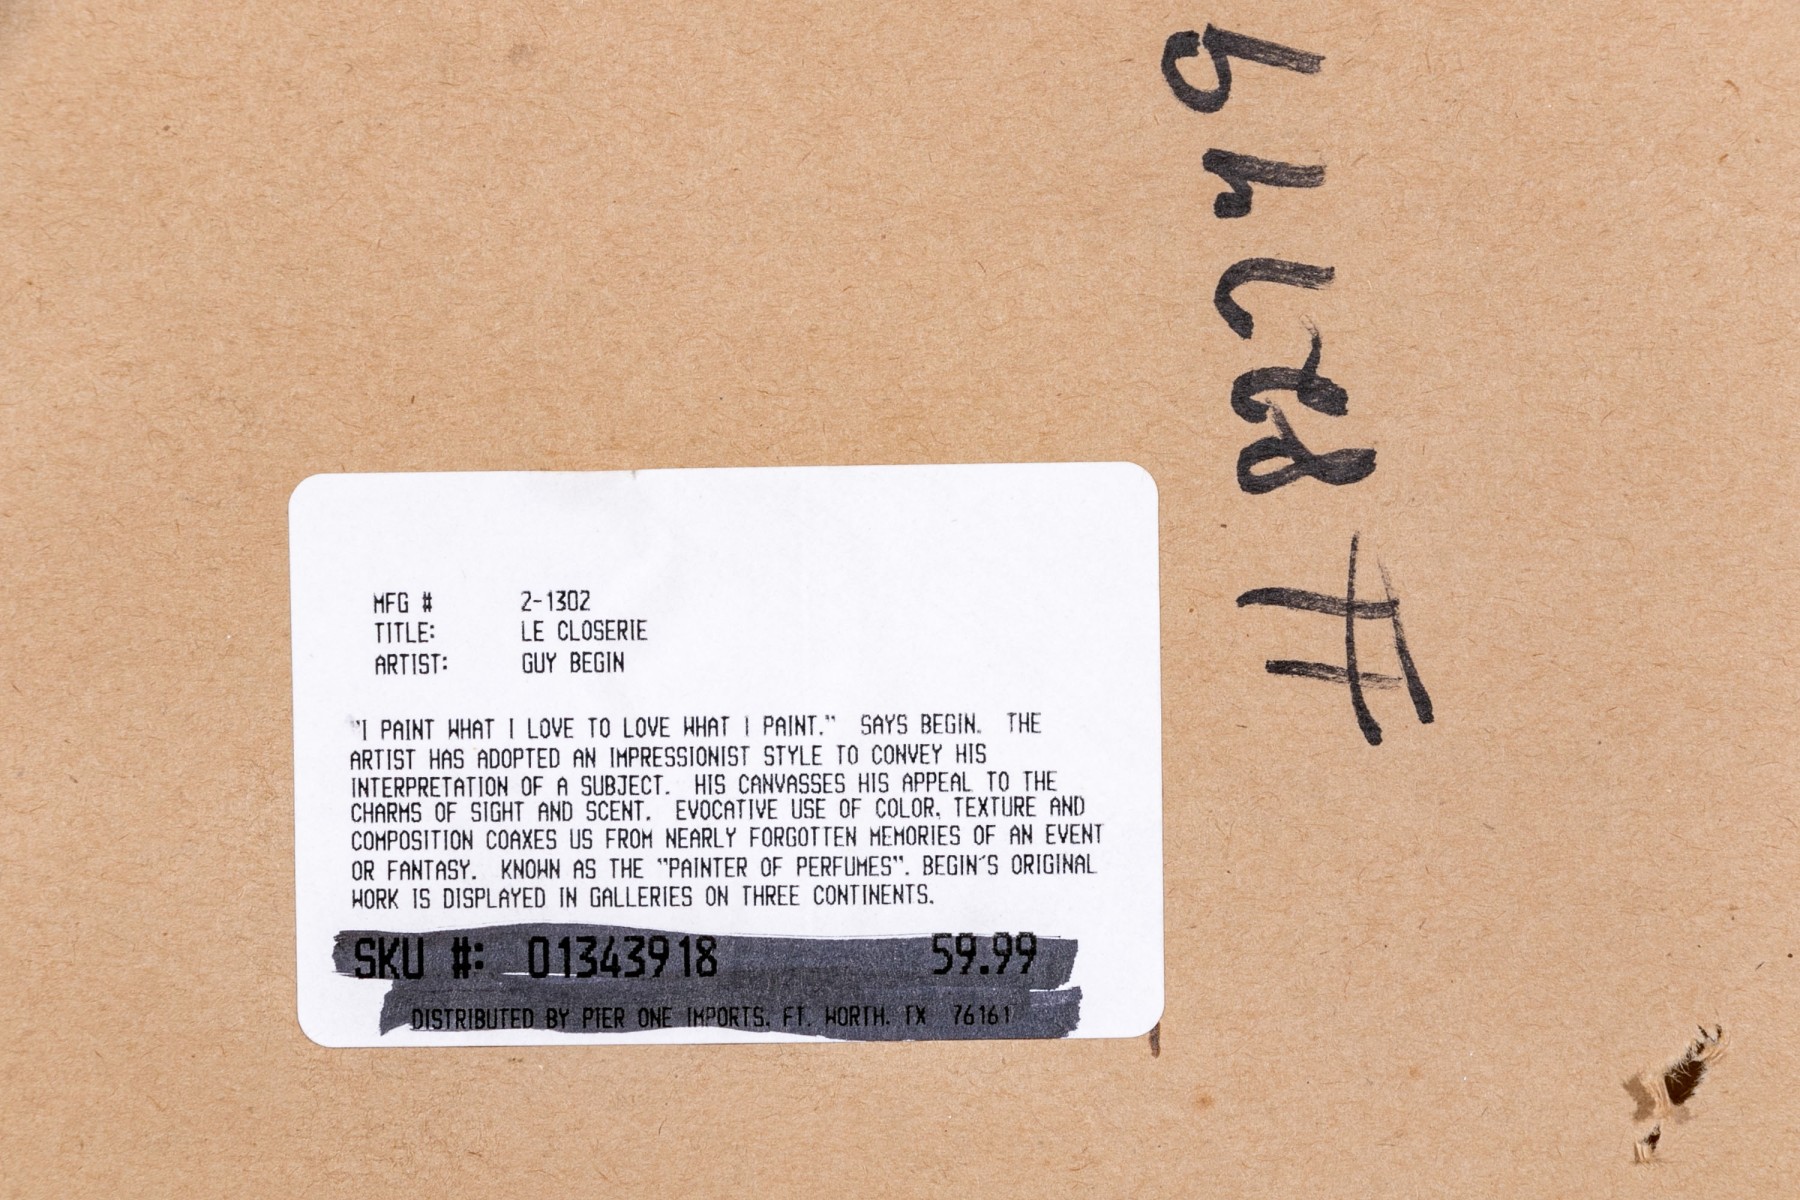 #82749
MFG # 2-1302
TITLE: LE CLOSERIE
ARTIST: GUY BEGIN
"I PAINT WHAT I LOVE TO LOVE WHAT I PAINT." SAYS BEGIN. THE
ARTIST HAS ADOPTED AN IMPRESSIONIST STYLE TO CONVEY HIS
INTERPRETATION OF A SUBJECT. HIS CANVASSES HIS APPEAL TO THE
CHARMS OF SIGHT AND SCENT. EVOCATIVE USE OF COLOR, TEXTURE AND
COMPOSITION COAXES US FROM NEARLY FORGOTTEN MEMORIES OF AN EVENT
OR FANTASY. KNOWN AS THE "PAINTER OF PERFUMES". BEGIN'S ORIGINAL
WORK IS DISPLAYED IN GALLERIES ON THREE CONTINENTS.
SKU #: 01343918 59.99
DISTRIBUTED BY PIER ONE IMPORTS. FT. WORTH. TX 76161